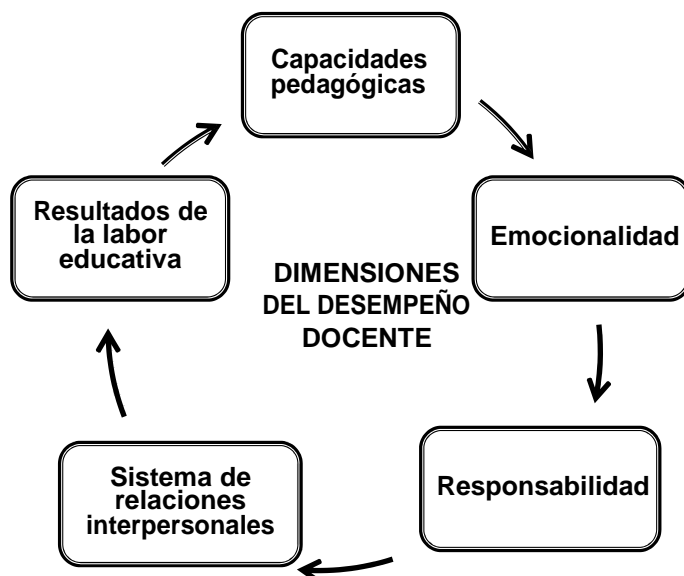 Capacidades
pedagógicas
Emocionalidad
Responsabilidad
Sistema de
relaciones
interpersonales
Resultados de
la labor
educativa
DIMENSIONES
DEL DESEMPEÑO
DOCENTE